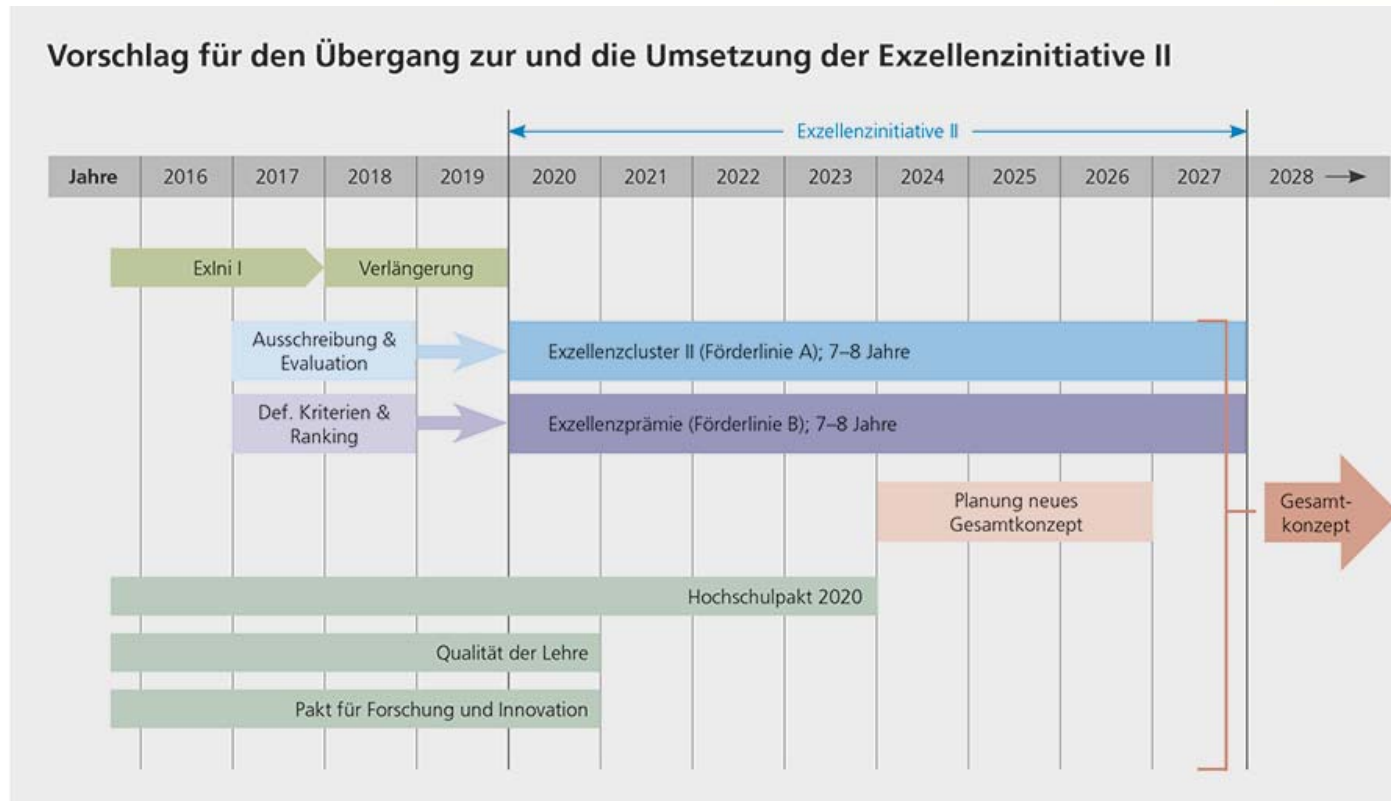 Vorschlag für den Übergang zur und die Umsetzung der Exzellenzinitiative II
Exzellenzinitiative II
Jahre 2016 2017 2018 2019 2020 2021 2022 2023 2024 2025 2026 2027 2028
ExIni I Verlängerung
Ausschreibung &
Evaluation
Exzellenzcluster II (Förderlinie A); 7–8 Jahre
Def. Kriterien &
Ranking
Exzellenzprämie (Förderlinie B); 7–8 Jahre
Planung neues
Gesamtkonzept
Gesamt-
konzept
Hochschulpakt 2020
Qualität der Lehre
Pakt für Forschung und Innovation